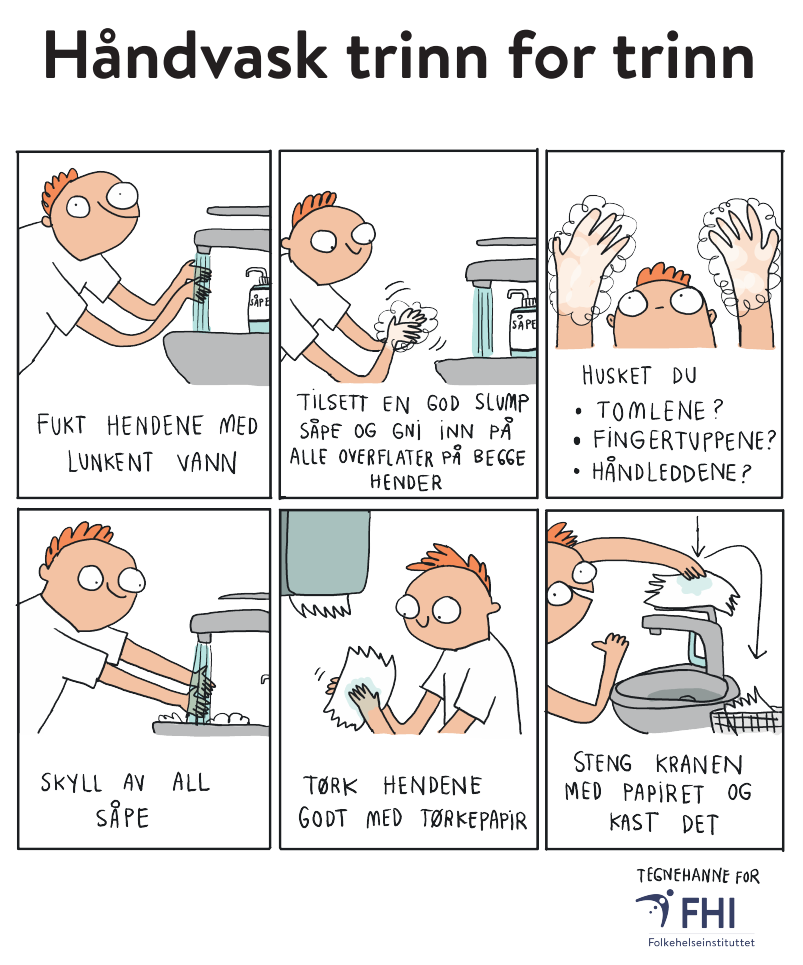 Håndvask trinn for trinn
SÅPE
FUKT HENDENE MED
LUNKENT VANN
SÅPE
TILSETT EN GOD SLUMP
SÅPE OG GNI INN PÅ
ALLE OVERFLATER PÅ BEGGE
HENDER
HUSKET DU
• TOMLENE?
• FINGERTUPPENE?
• HÅNDLEDDENE?
SKYLL AV ALL
SÅPE
TØRK HENDENE
GODT MED TØRKEPAPIR
STENG KRANEN
MED PAPIRET OG
KAST DET
TEGNEHANNE FOR
FHI
Folkehelseinstituttet